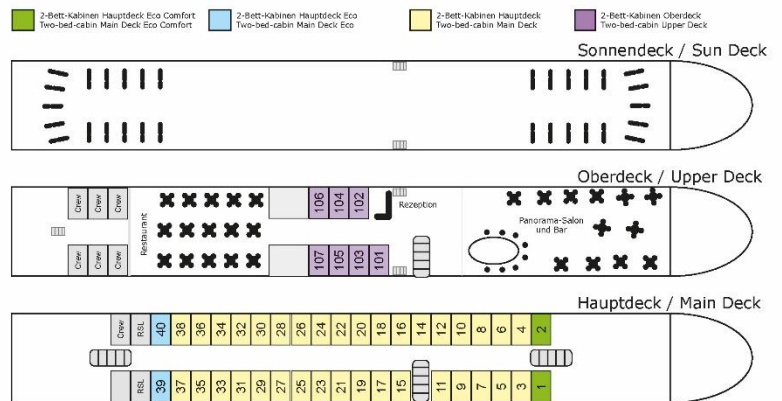 2-Bett-Kabinen Hauptdeck Eco Comfort
Two-bed-cabin Main Deck Eco Comfort
2-Bett-Kabinen Hauptdeck Eco
Two-bed-cabin Main Deck Eco
2-Bett-Kabinen Hauptdeck
Two-bed-cabin Main Deck
2-Bett-Kabinen Oberdeck
Two-bed-cabin Upper Deck
Sonnendeck / Sun Deck
Oberdeck / Upper Deck
Crew Crew Crew
106 104 102
Rezeption
Restaurant
Panorama-Salon
und Bar
Crew Crew Crew
107 105 103 101
Hauptdeck / Main Deck
Crew RSL 40 38 36 34 32 30 28 26 24 22 20 18 16 14 12 10 8 6 4 2
RSL 39 37 35 33 31 29 27 25 23 21 19 17 15 11 9 7 5 3 1